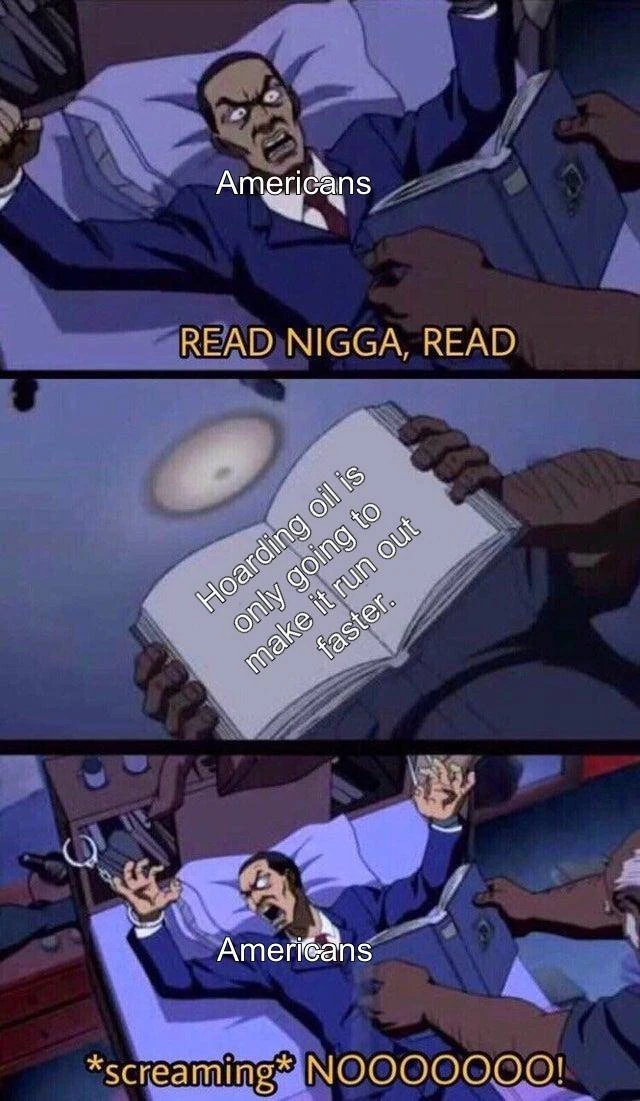 Americans
READ NIGGA, READ
Hoarding oil is
only going to
make it run out
faster.
Americans
*screaming* NOOOOOOO!